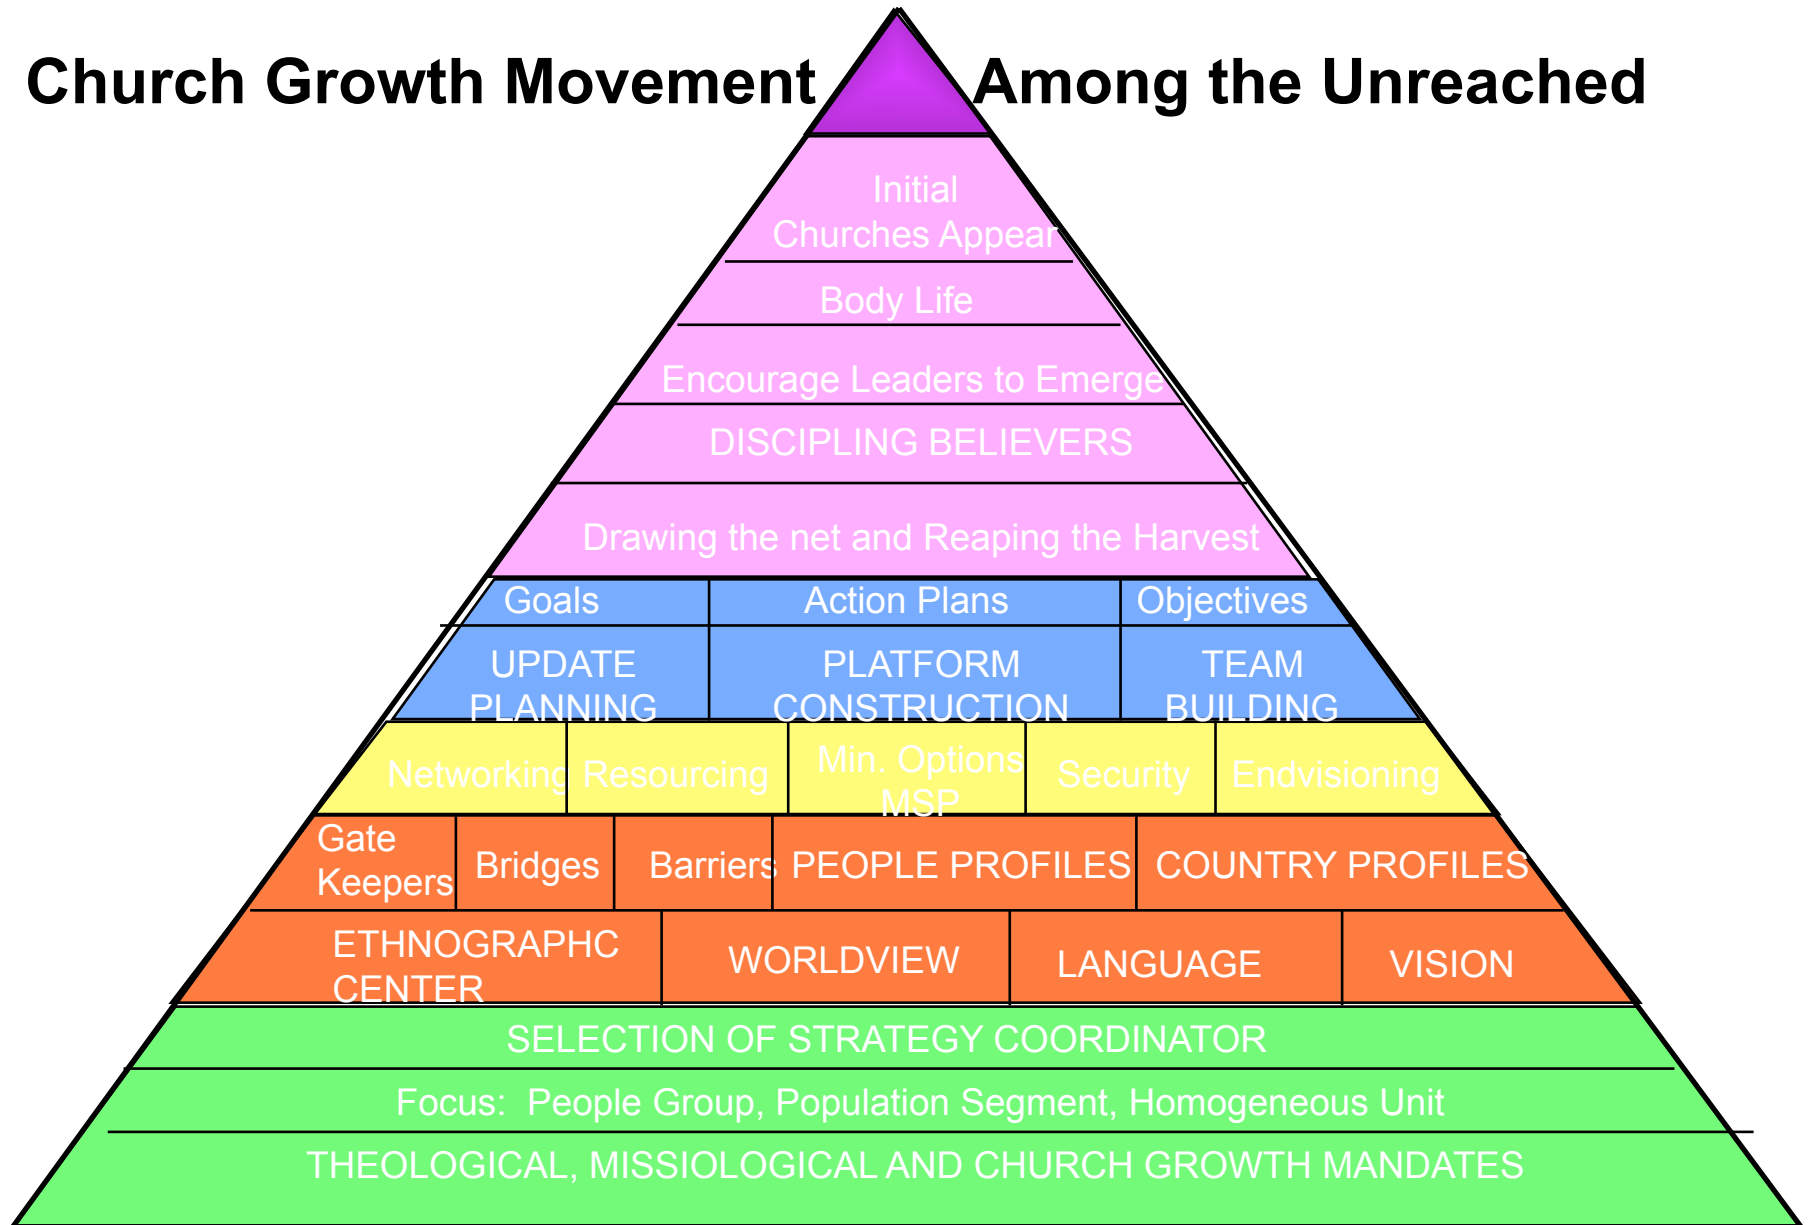 Church Growth Movement Among the Unreached
Initial
Churches Appear
Body Life
Encourage Leaders to Emerge
DISCIPLING BELIEVERS
Drawing the net and Reaping the Harvest
Goals Action Plans Objectives
UPDATE
PLANNING
PLATFORM
CONSTRUCTION
TEAM
BUILDING
Networking Resourcing
Min. Options
MSP
Security Endvisioning
Gate
Keepers
Bridges Barriers PEOPLE PROFILES COUNTRY PROFILES
ETHNOGRAPHC
CENTER
WORLDVIEW LANGUAGE VISION
SELECTION OF STRATEGY COORDINATOR
Focus:  People Group, Population Segment, Homogeneous Unit
THEOLOGICAL, MISSIOLOGICAL AND CHURCH GROWTH MANDATES